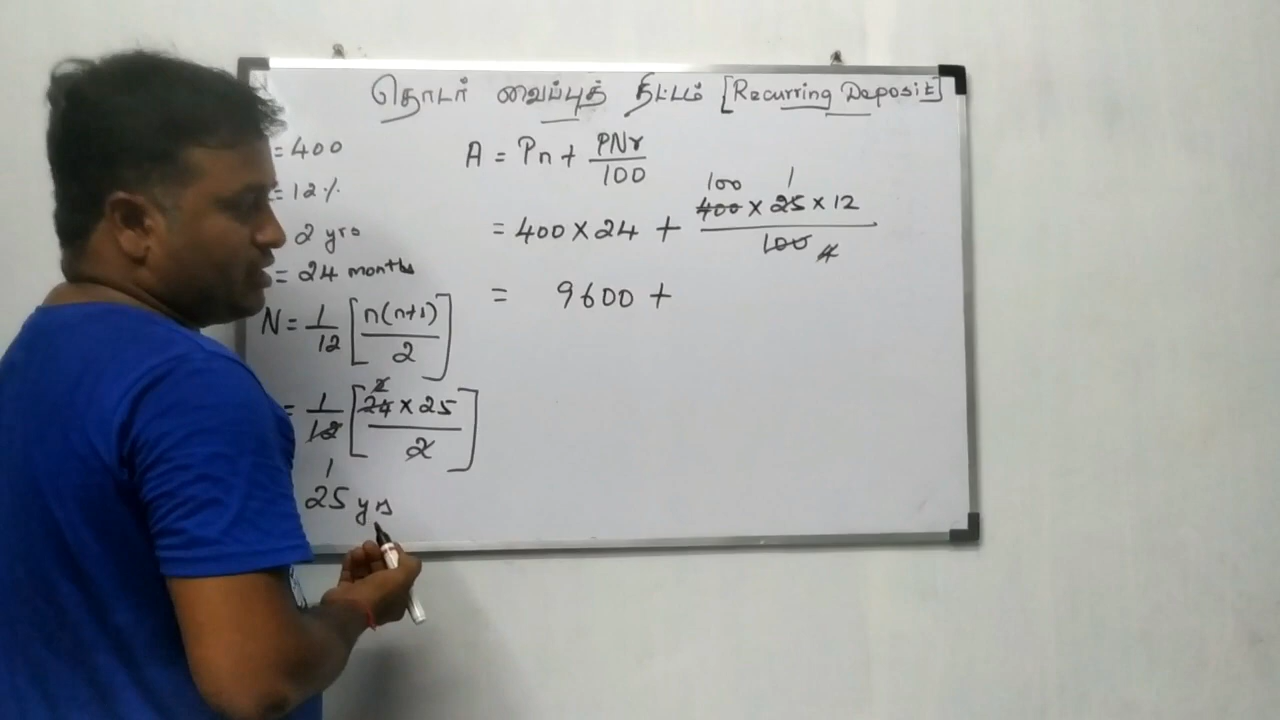 தொடர் வைப்புத் திட்டம் [Recurring Deposit]
= 400
= 12%
2 yrs
= 24 months
N = 1/12 [n(n+1)/2]
= 1/12 [24 × 25/2]
2
1
25 yrs
A = Pn + PNr/100
= 400 × 24 + 400 × 25 × 12/100
100 1
4
= 9600 +